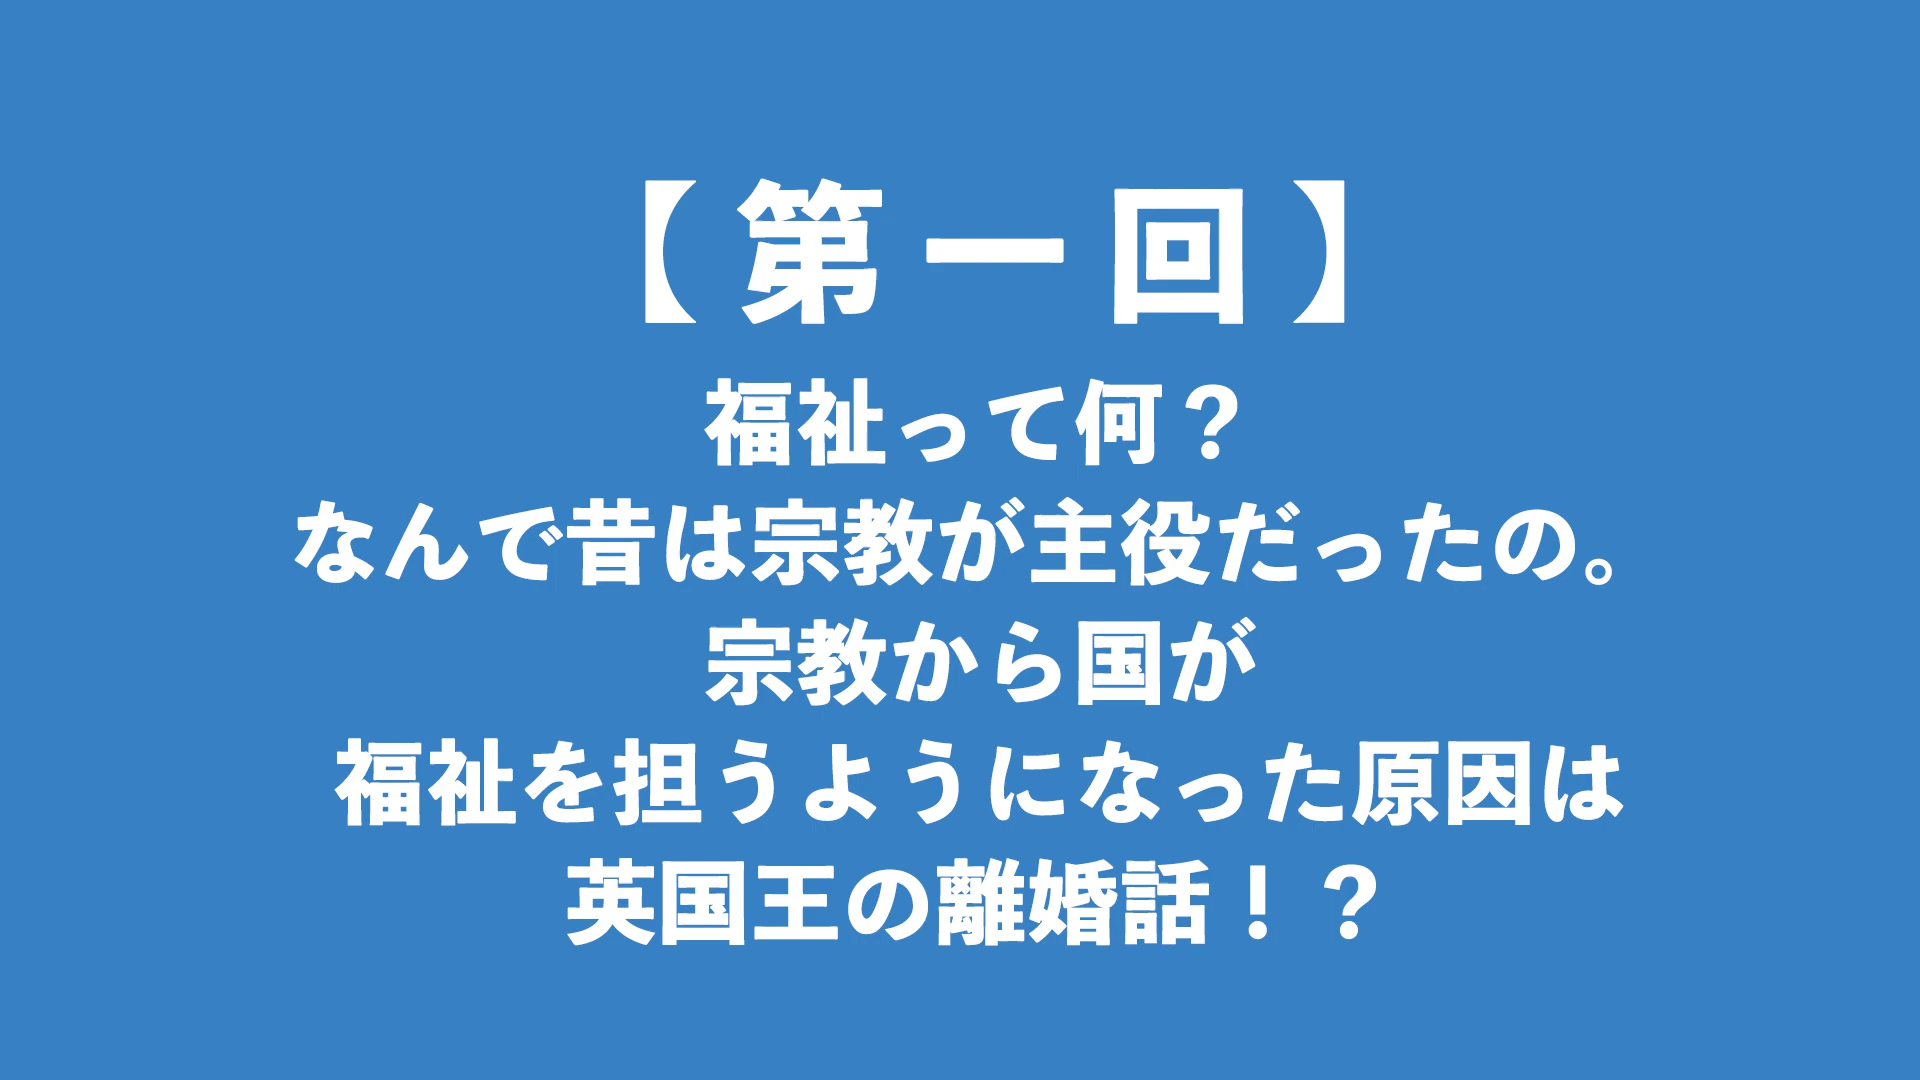 【第一回】
福祉って何？
なんで昔は宗教が主役だったの。
宗教から国が
福祉を担うようになった原因は
英国王の離婚話！？